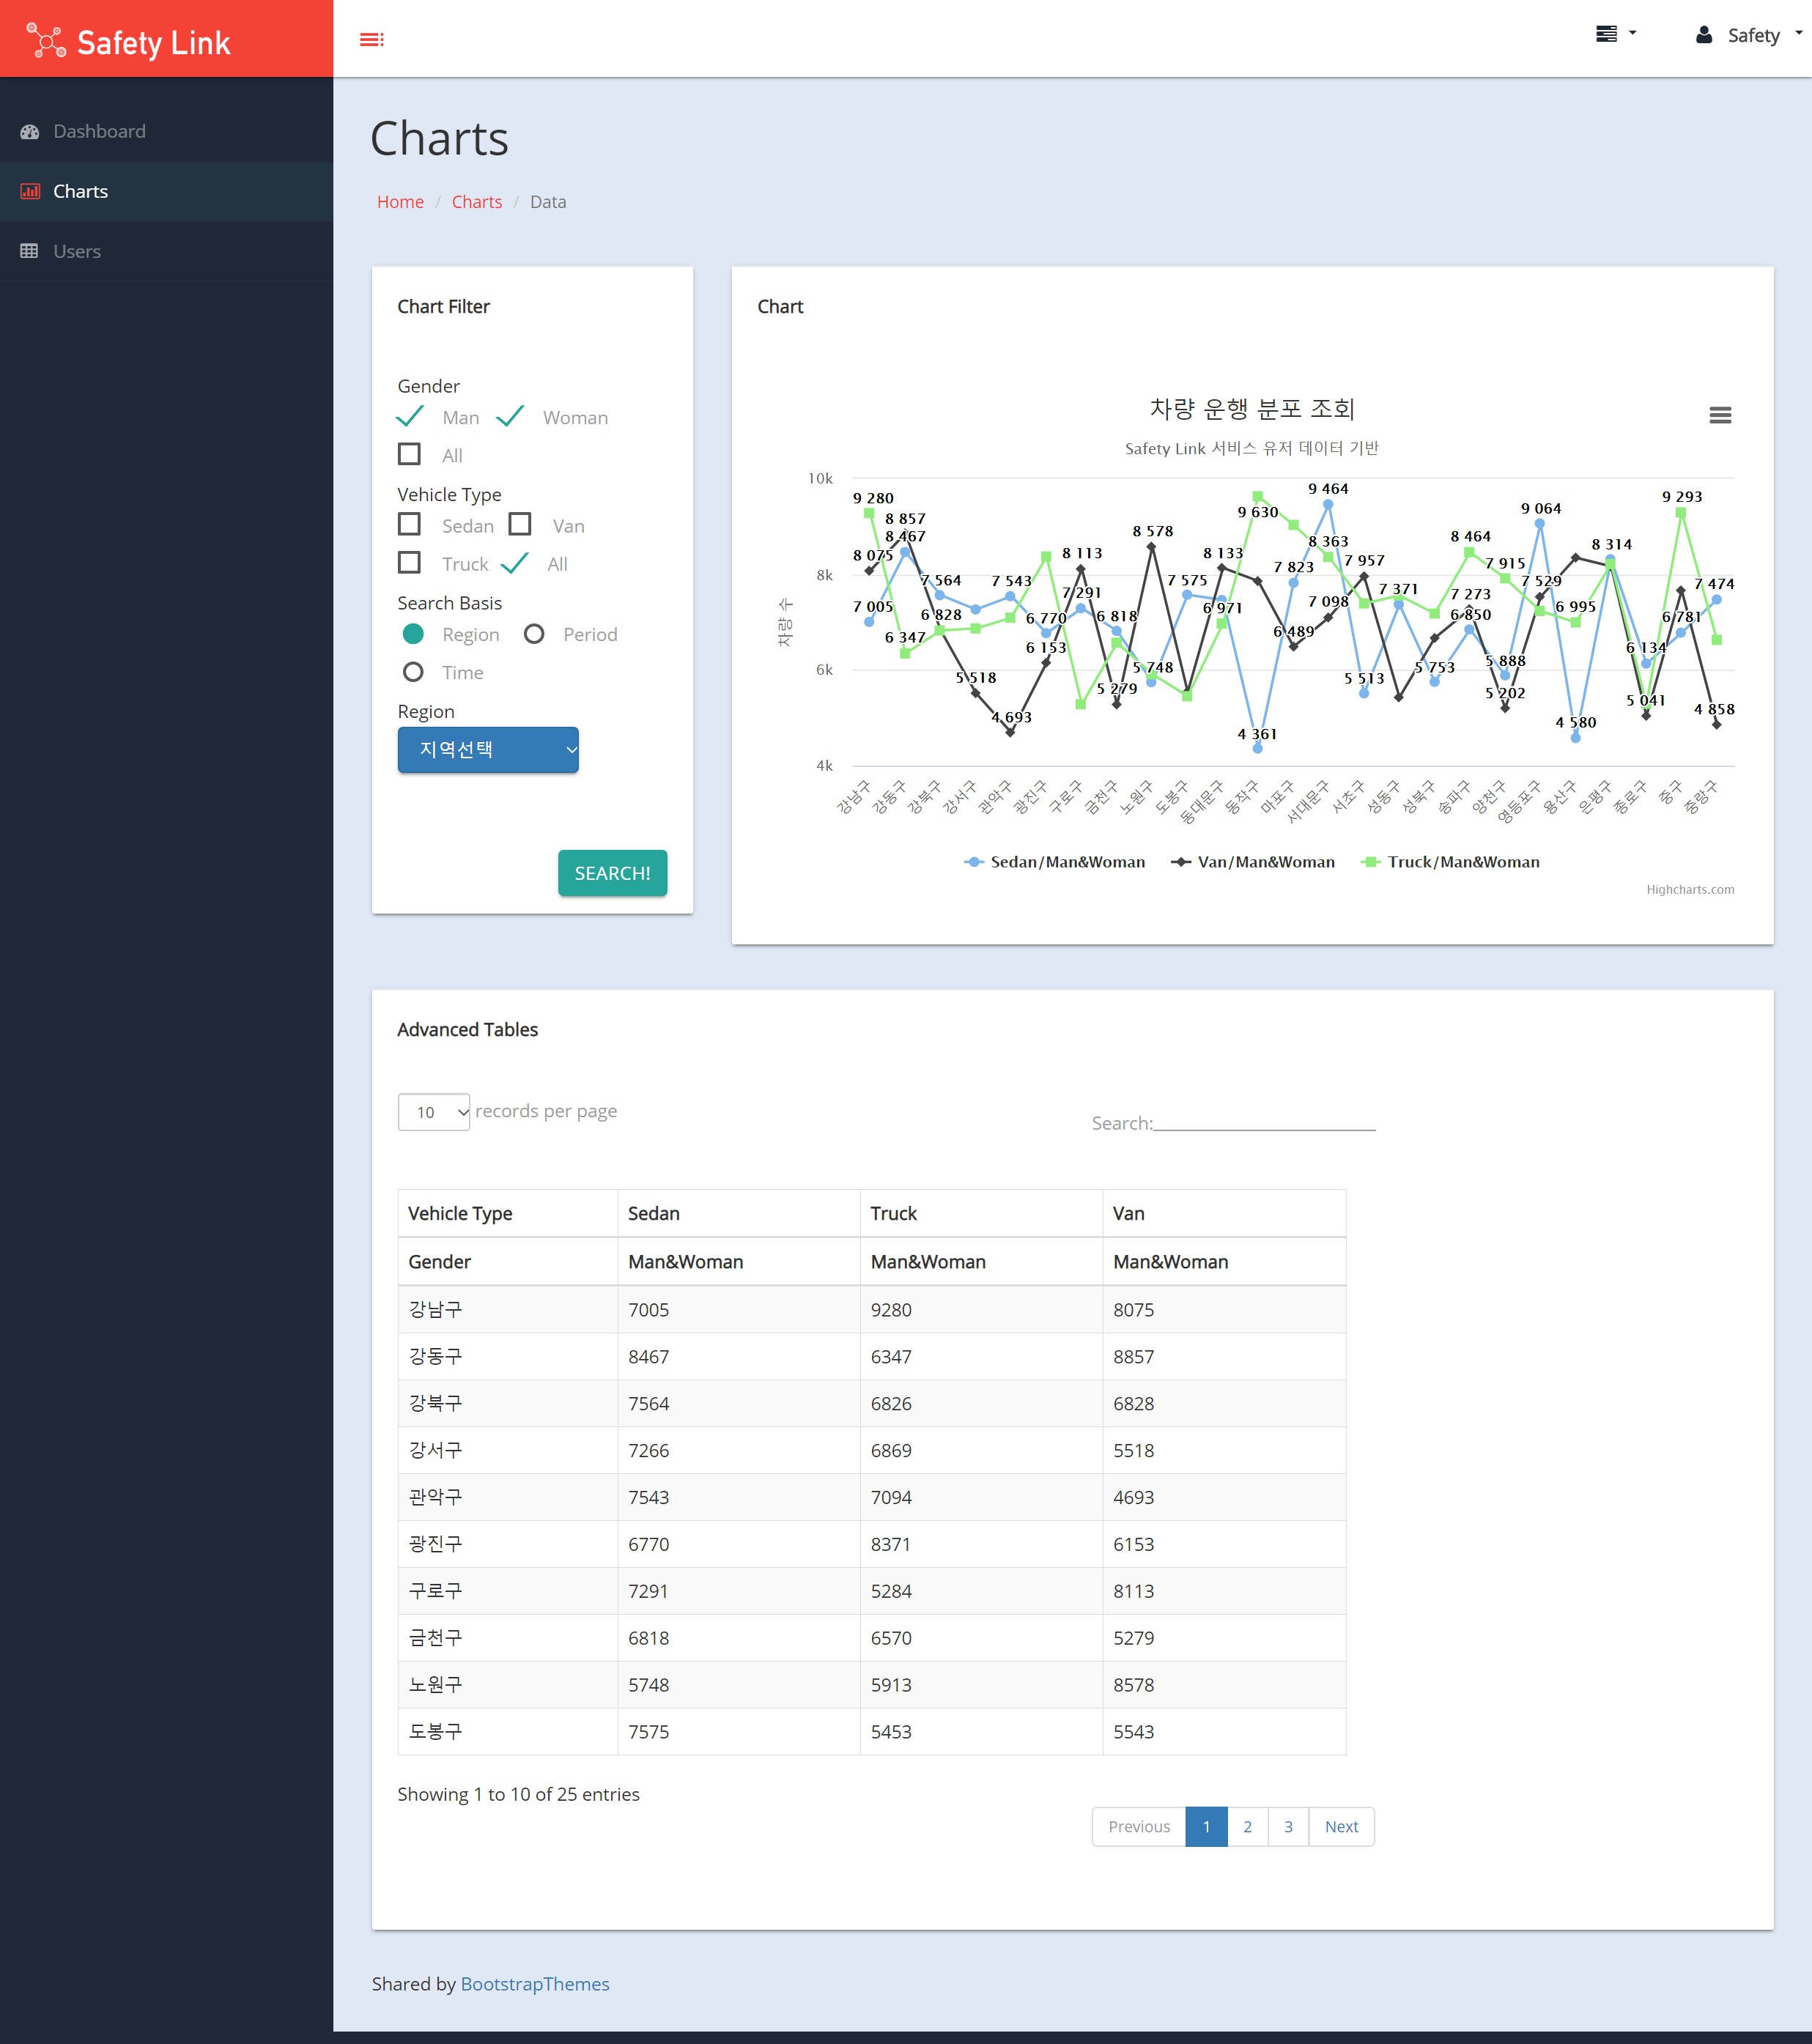 Safety Link
Safety
Dashboard
Charts
Users
Charts
Home / Charts / Data
Chart Filter
Gender
Man Woman
All
Vehicle Type
Sedan Van
Truck All
Search Basis
Region Period
Time
Region
지역선택
SEARCH!
Chart
차량 운행 분포 조회
Safety Link 서비스 유저 데이터 기반
차량 수
10k
8k
6k
4k
9 280
8 857
8 467
8 075
7 005
6 347
7 564
6 828
5 518
7 543
4 693
6 770
6 153
8 113
7 291
6 818
5 279
8 578
5 748
7 575
8 133
6 971
9 630
4 361
7 823
6 489
9 464
8 363
7 098
7 957
5 513
7 371
5 753
8 464
7 273
6 850
7 915
5 888
5 202
9 064
7 529
6 995
4 580
8 314
6 134
5 041
9 293
6 781
7 474
4 858
강남구 강동구 강북구 강서구 관악구 광진구 구로구 금천구 노원구 도봉구 동대문구 동작구 마포구 서대문구 서초구 성동구 성북구 송파구 양천구 영등포구 용산구 은평구 종로구 중구 중랑구
Sedan/Man&Woman Van/Man&Woman Truck/Man&Woman
Highcharts.com
Advanced Tables
10 records per page
Search:
Vehicle Type Sedan Truck Van
Gender Man&Woman Man&Woman Man&Woman
강남구 7005 9280 8075
강동구 8467 6347 8857
강북구 7564 6826 6828
강서구 7266 6869 5518
관악구 7543 7094 4693
광진구 6770 8371 6153
구로구 7291 5284 8113
금천구 6818 6570 5279
노원구 5748 5913 8578
도봉구 7575 5453 5543
Showing 1 to 10 of 25 entries
Previous 1 2 3 Next
Shared by BootstrapThemes